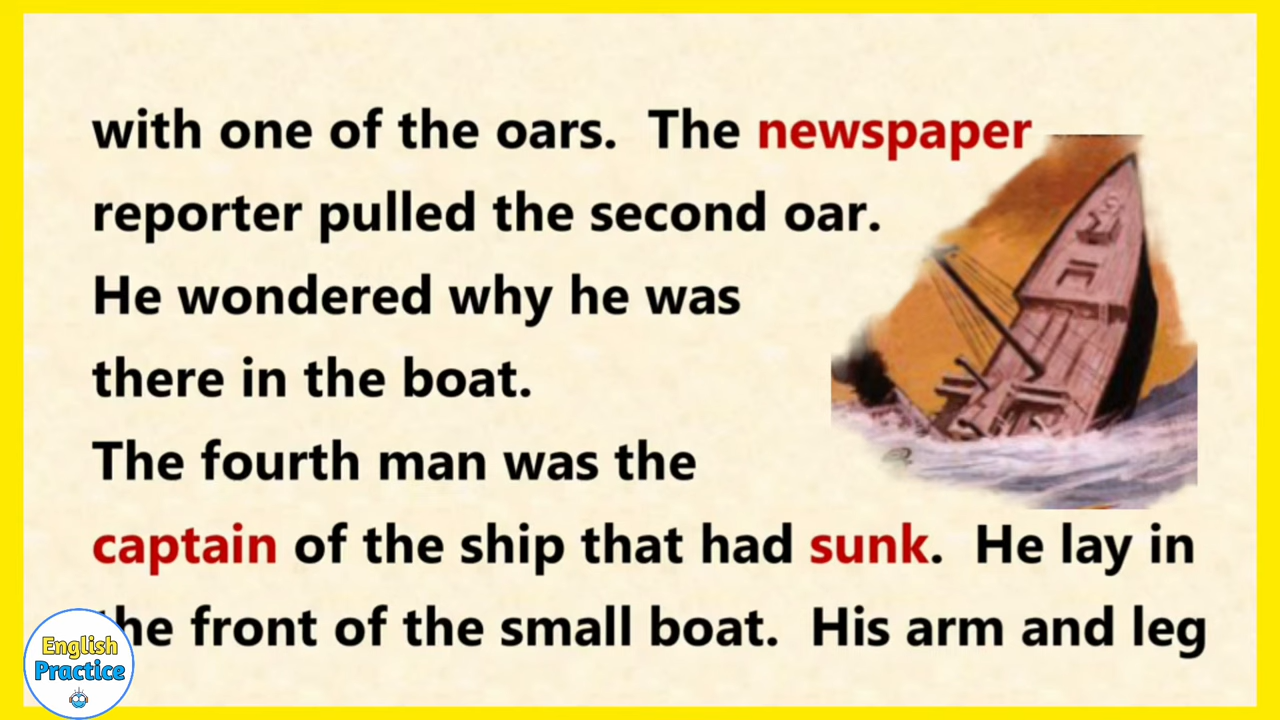 with one of the oars. The newspaper
reporter pulled the second oar.
He wondered why he was
there in the boat.
The fourth man was the
captain of the ship that had sunk. He lay in
the front of the small boat. His arm and leg
English
Practice